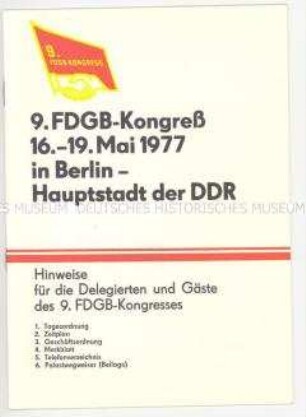 9.
FDGB-KONGRESS
9. FDGB-Kongreß
16.–19. Mai 1977
in Berlin –
Hauptstadt der DDR
MUSEUM DEUTSCHES HISTORISCHES MUSEUM
Hinweise
für die Delegierten und Gäste
des 9. FDGB-Kongresses
1. Tagesordnung
2. Zeitplan
3. Geschäftsordnung
4. Merkblatt
5. Telefonverzeichnis
6. Palastwegweiser (Beilage)